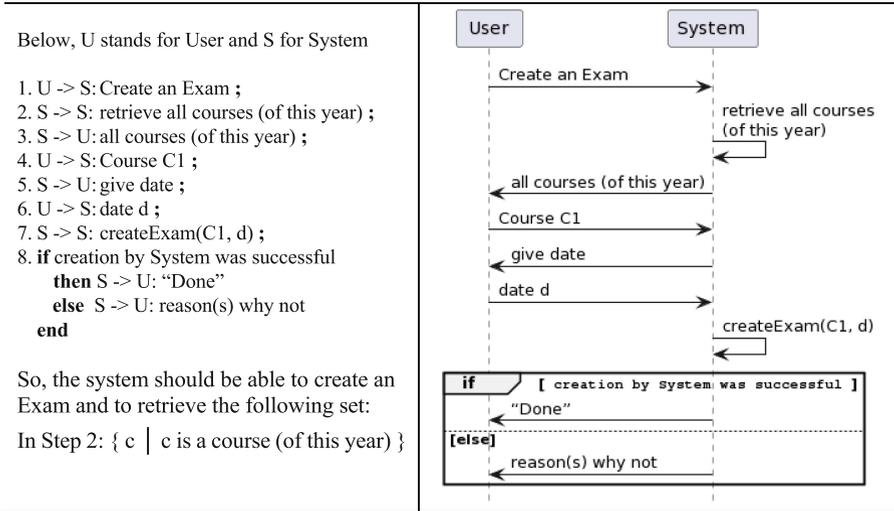 Below, U stands for User and S for System
1. U -> S: Create an Exam ;
2. S -> S: retrieve all courses (of this year) ;
3. S -> U: all courses (of this year) ;
4. U -> S: Course C1 ;
5. S -> U: give date ;
6. U -> S: date d ;
7. S -> S: createExam(C1, d) ;
8. if creation by System was successful
then S -> U: “Done”
else S -> U: reason(s) why not
end
So, the system should be able to create an
Exam and to retrieve the following set:
In Step 2: { c | c is a course (of this year) }
User
System
Create an Exam
retrieve all courses
(of this year)
all courses (of this year)
Course C1
give date
date d
createExam(C1, d)
if
[ creation by System was successful ]
“Done”
[else]
reason(s) why not